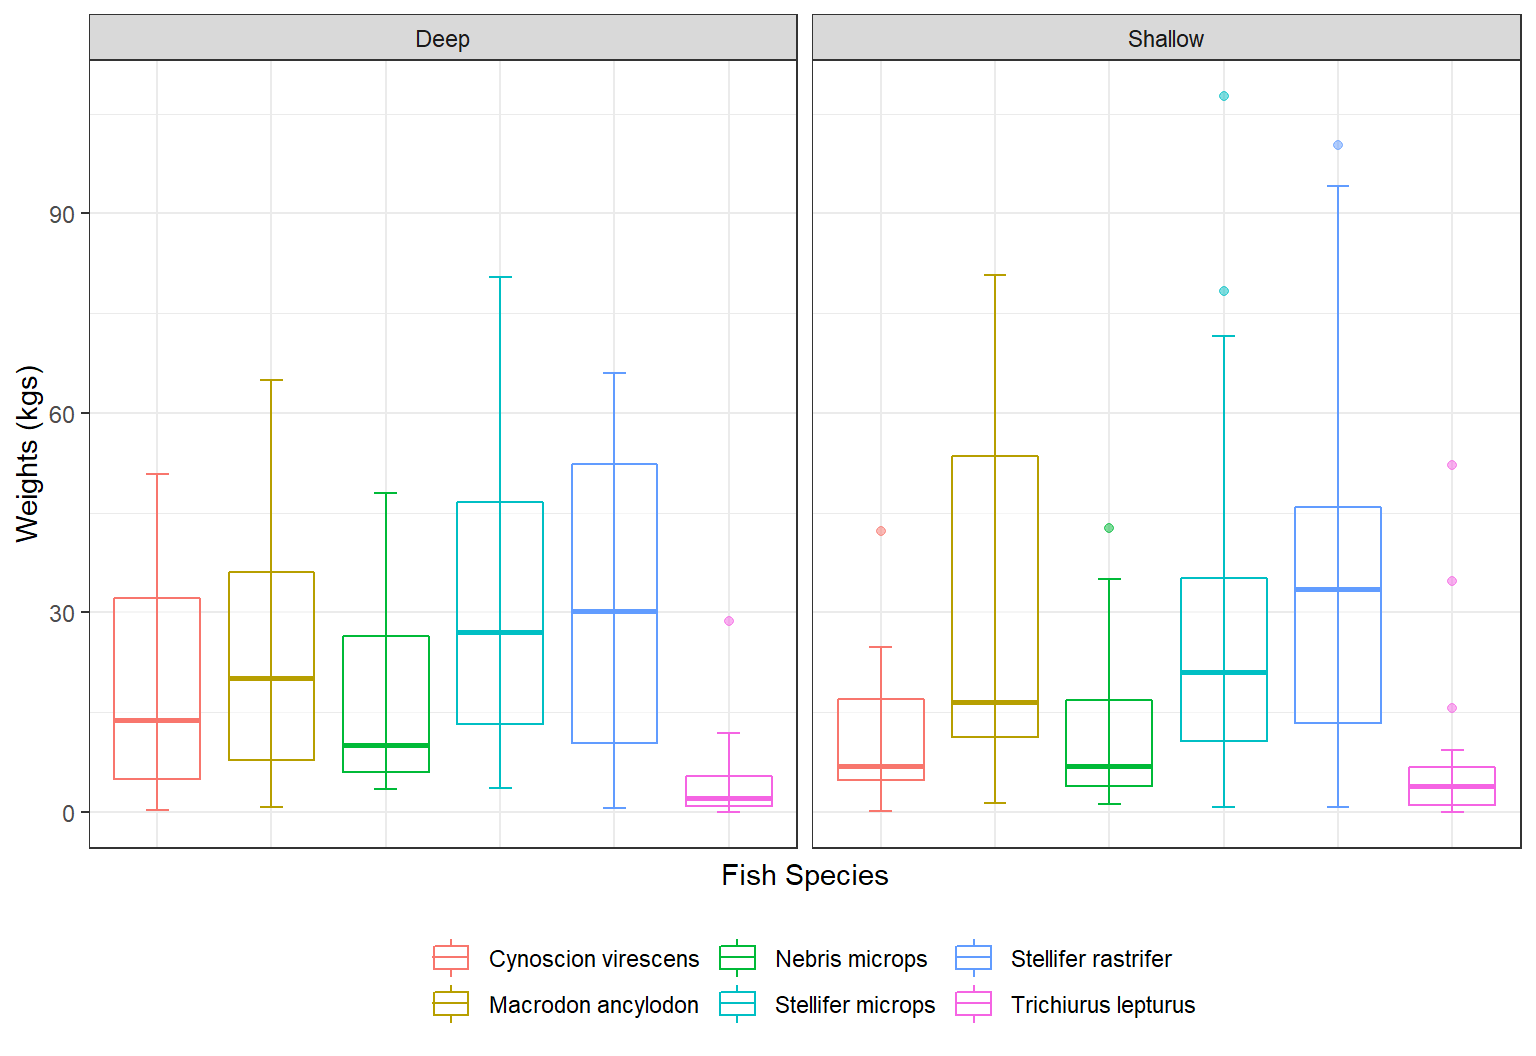 Deep
Shallow
Weights (kgs)
90
60
30
0
Fish Species
Cynoscion virescens
Nebris microps
Stellifer rastrifer
Macrodon ancylodon
Stellifer microps
Trichiurus lepturus